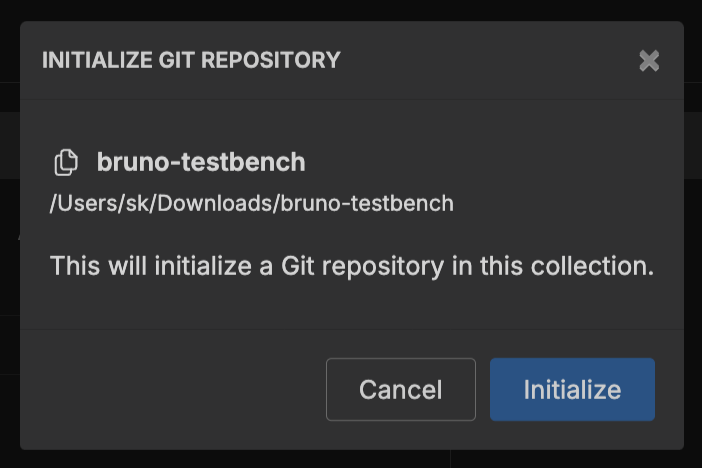 INITIALIZE GIT REPOSITORY
bruno-testbench
/Users/sk/Downloads/bruno-testbench
This will initialize a Git repository in this collection.
Cancel
Initialize